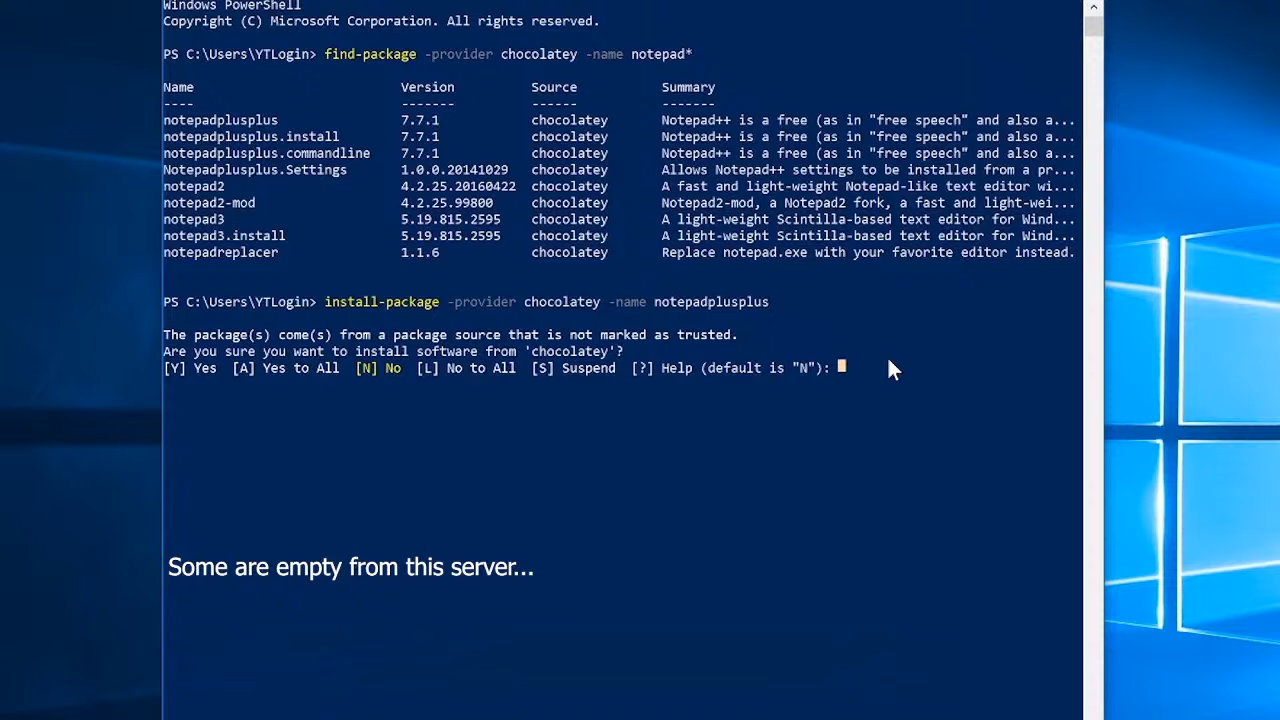 Windows PowerShell
Copyright (C) Microsoft Corporation. All rights reserved.
PS C:\Users\YTLogin> find-package -provider chocolatey -name notepad*
Name Version Source Summary
---- ------- ------ -------
notepadplusplus 7.7.1 chocolatey Notepad++ is a free (as in "free speech" and also a...
notepadplusplus.install 7.7.1 chocolatey Notepad++ is a free (as in "free speech" and also a...
notepadplusplus.commandline 7.7.1 chocolatey Notepad++ is a free (as in "free speech" and also a...
Notepadplusplus.Settings 1.0.0.20141029 chocolatey Allows Notepad++ settings to be installed from a pr...
notepad2 4.2.25.20160422 chocolatey A fast and light-weight Notepad-like text editor wi...
notepad2-mod 4.2.25.99800 chocolatey Notepad2-mod, a Notepad2 fork, a fast and light-wei...
notepad3 5.19.815.2595 chocolatey A light-weight Scintilla-based text editor for Wind...
notepad3.install 5.19.815.2595 chocolatey A light-weight Scintilla-based text editor for Wind...
notepadreplacer 1.1.6 chocolatey Replace notepad.exe with your favorite editor instead.
PS C:\Users\YTLogin> install-package -provider chocolatey -name notepadplusplus
The package(s) come(s) from a package source that is not marked as trusted.
Are you sure you want to install software from 'chocolatey'?
[Y] Yes [A] Yes to All [N] No [L] No to All [S] Suspend [?] Help (default is "N"):
Some are empty from this server...